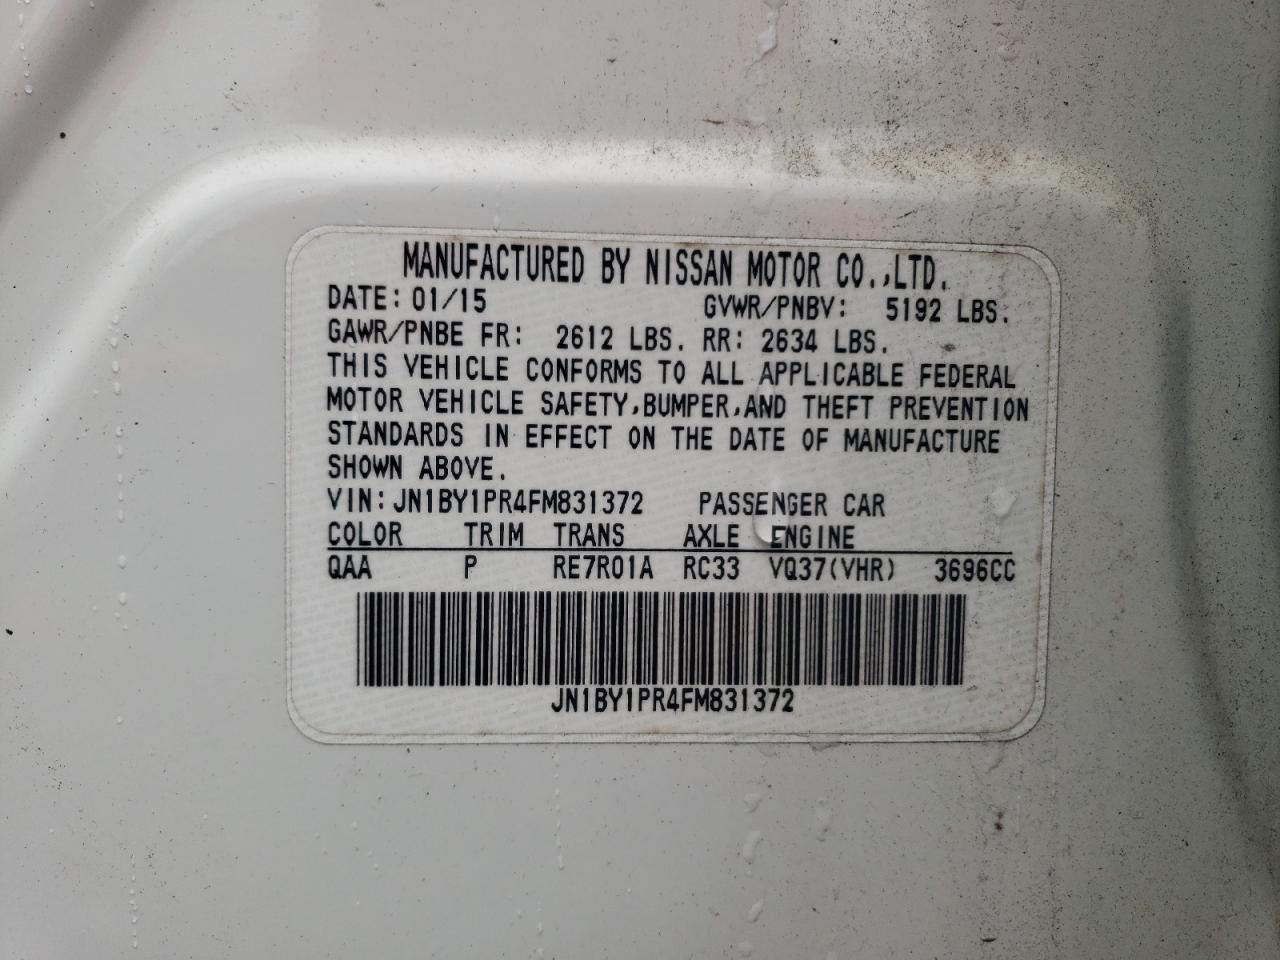 MANUFACTURED BY NISSAN MOTOR CO.,LTD.
DATE: 01/15 GVWR/PNBV: 5192 LBS.
GAWR/PNBE FR: 2612 LBS. RR: 2634 LBS.
THIS VEHICLE CONFORMS TO ALL APPLICABLE FEDERAL
MOTOR VEHICLE SAFETY,BUMPER,AND THEFT PREVENTION
STANDARDS IN EFFECT ON THE DATE OF MANUFACTURE
SHOWN ABOVE.
VIN: JN1BY1PR4FM831372 PASSENGER CAR
COLOR TRIM TRANS AXLE ENGINE
QAA P RE7R01A RC33 VQ37(VHR) 3696CC
JN1BY1PR4FM831372